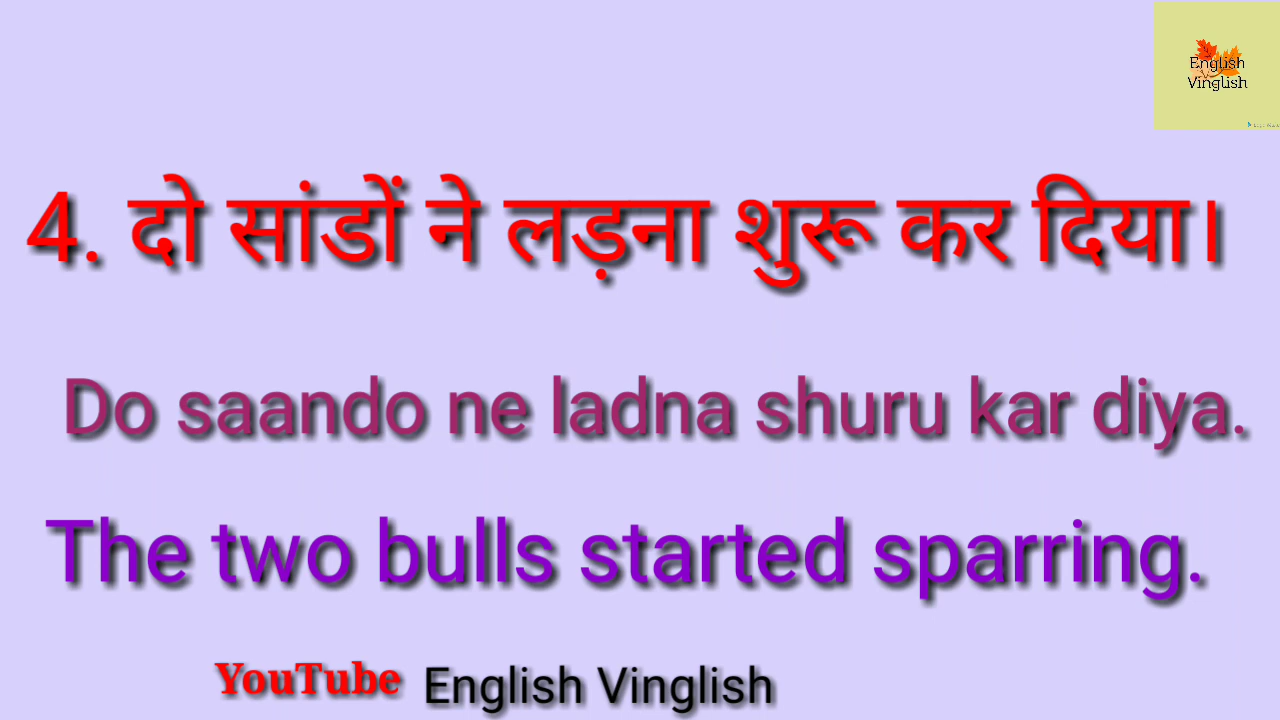 English
Vinglish
4. दो सांडों ने लड़ना शुरू कर दिया।
Do saando ne ladna shuru kar diya.
The two bulls started sparring.
YouTube English Vinglish